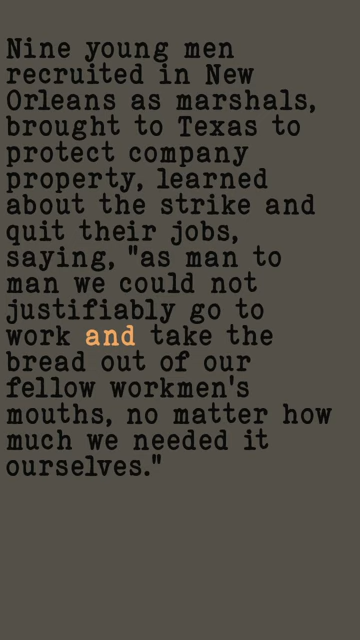 Nine young men
recruited in New
Orleans as marshals,
brought to Texas to
protect company
property, learned
about the strike and
quit their jobs,
saying, "as man to
man we could not
justifiably go to
work and take the
bread out of our
fellow workmen's
mouths, no matter how
much we needed it
ourselves."